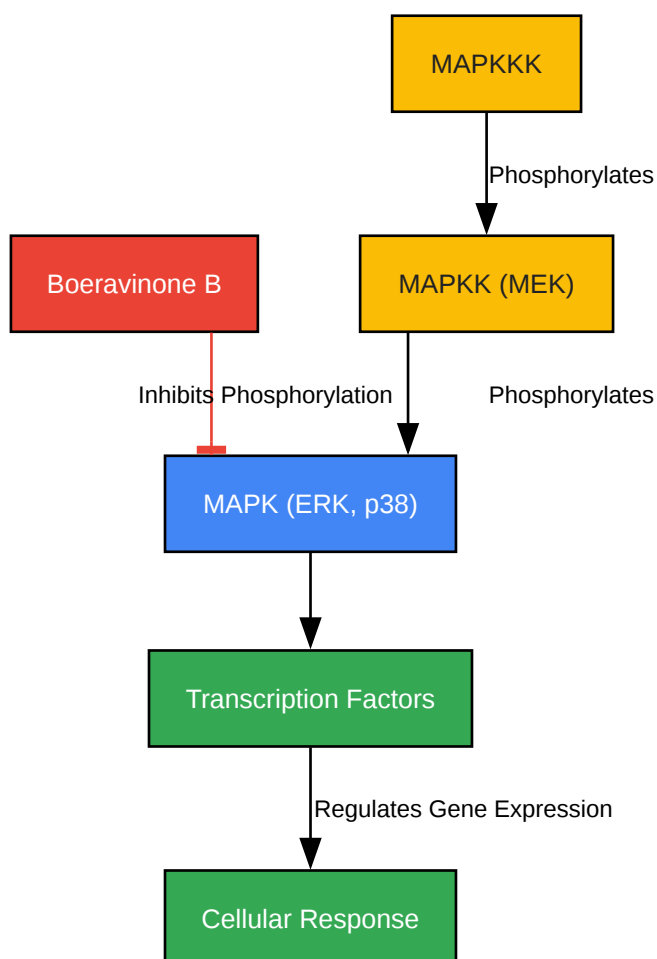 MAPKKK
Phosphorylates
Boeravinone B
MAPKK (MEK)
Inhibits Phosphorylation
Phosphorylates
MAPK (ERK, p38)
Transcription Factors
Regulates Gene Expression
Cellular Response